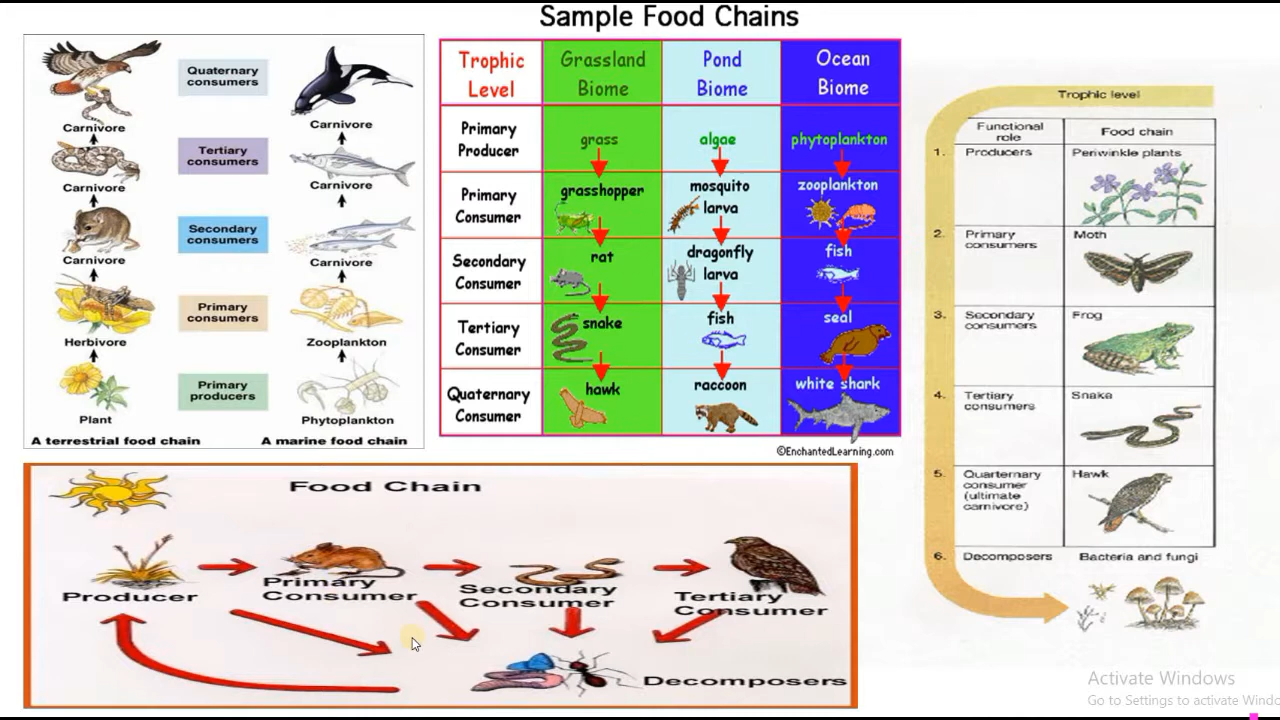 Sample Food Chains
Quaternary
consumers
Carnivore
Carnivore
Tertiary
consumers
Carnivore
Carnivore
Secondary
consumers
Carnivore
Carnivore
Primary
consumers
Herbivore
Zooplankton
Primary
producers
Plant
Phytoplankton
A terrestrial food chain
A marine food chain
Trophic
Level
Grassland
Biome
Pond
Biome
Ocean
Biome
Primary
Producer
grass
algae
phytoplankton
Primary
Consumer
grasshopper
mosquito
larva
zooplankton
Secondary
Consumer
rat
dragonfly
larva
fish
Tertiary
Consumer
snake
fish
seal
Quaternary
Consumer
hawk
raccoon
white shark
©EnchantedLearning.com
Trophic level
Functional
role
Food chain
1. Producers
Periwinkle plants
2. Primary
consumers
Moth
3. Secondary
consumers
Frog
4. Tertiary
consumers
Snake
5. Quarternary
consumer
(ultimate
carnivore)
Hawk
6. Decomposers
Bacteria and fungi
Food Chain
Producer
Primary
Consumer
Secondary
Consumer
Tertiary
Consumer
Decomposers
Activate Windows
Go to Settings to activate Windo